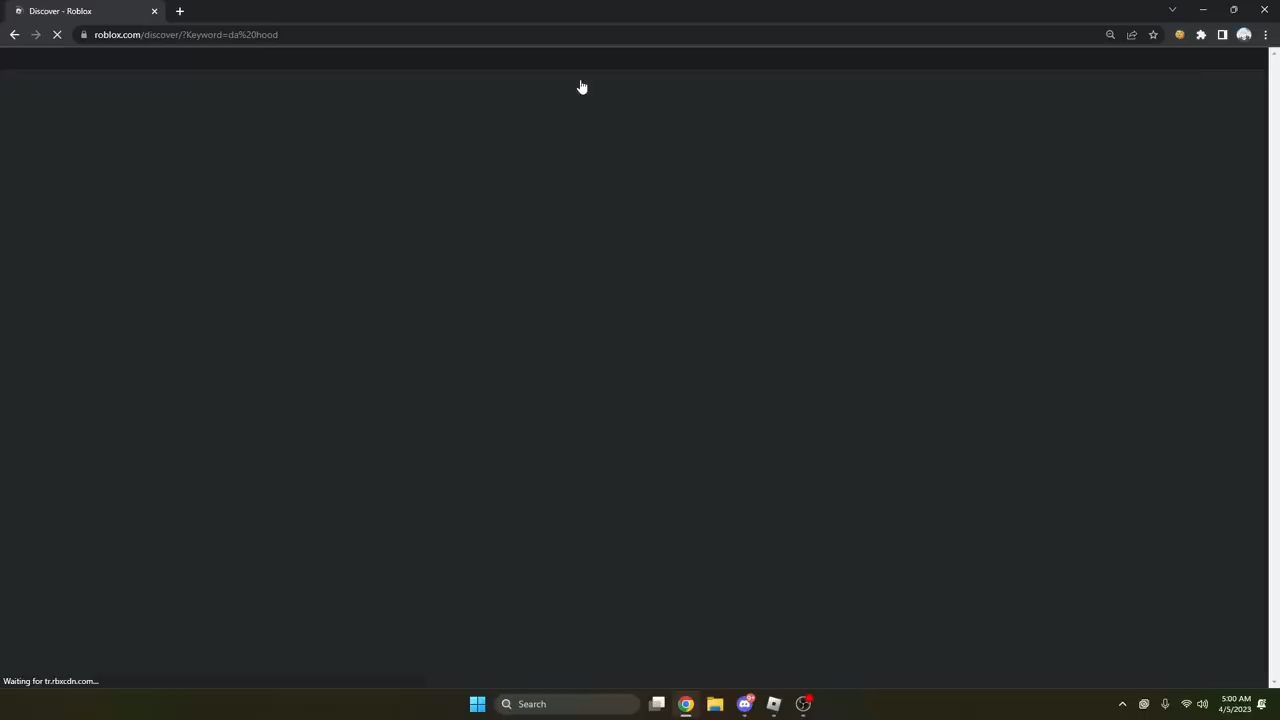 Discover - Roblox
roblox.com/discover/?Keyword=da%20hood
Waiting for tr.rbxcdn.com...
Search
9+
5:00 AM
4/5/2023